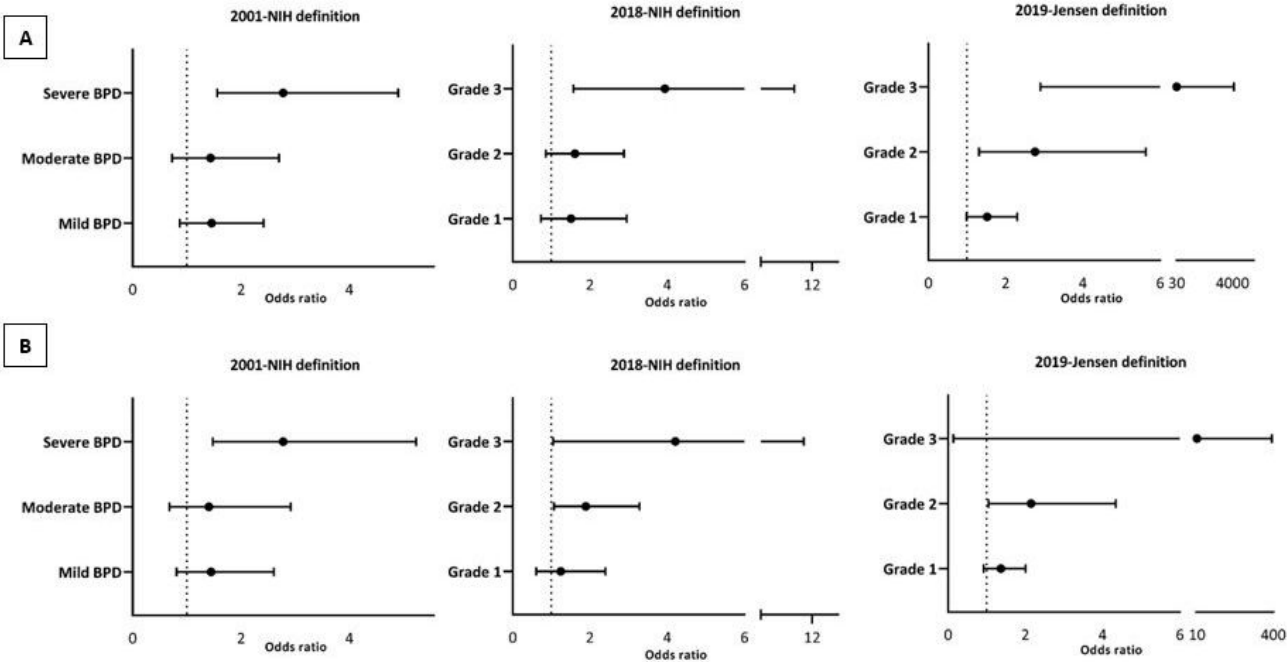 A
2001-NIH definition
Severe BPD
Moderate BPD
Mild BPD
0 2 4
Odds ratio
2018-NIH definition
Grade 3
Grade 2
Grade 1
0 2 4 6 12
Odds ratio
2019-Jensen definition
Grade 3
Grade 2
Grade 1
0 2 4 6 30 4000
Odds ratio
B
2001-NIH definition
Severe BPD
Moderate BPD
Mild BPD
0 2 4
Odds ratio
2018-NIH definition
Grade 3
Grade 2
Grade 1
0 2 4 6 12
Odds ratio
2019-Jensen definition
Grade 3
Grade 2
Grade 1
0 2 4 6 10 400
Odds ratio